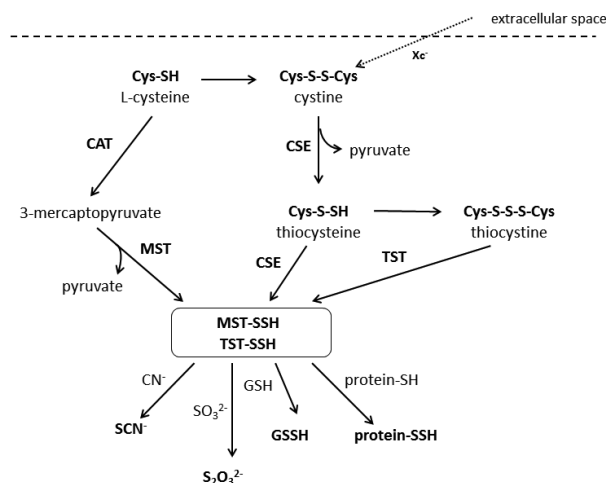 extracellular space
Xc⁻
Cys-SH
L-cysteine
Cys-S-S-Cys
cystine
CAT
CSE
pyruvate
3-mercaptopyruvate
Cys-S-SH
thiocysteine
Cys-S-S-S-Cys
thiocystine
MST
CSE
TST
pyruvate
MST-SSH
TST-SSH
CN⁻
SO₃²⁻
GSH
protein-SH
SCN⁻
GSSH
protein-SSH
S₂O₃²⁻